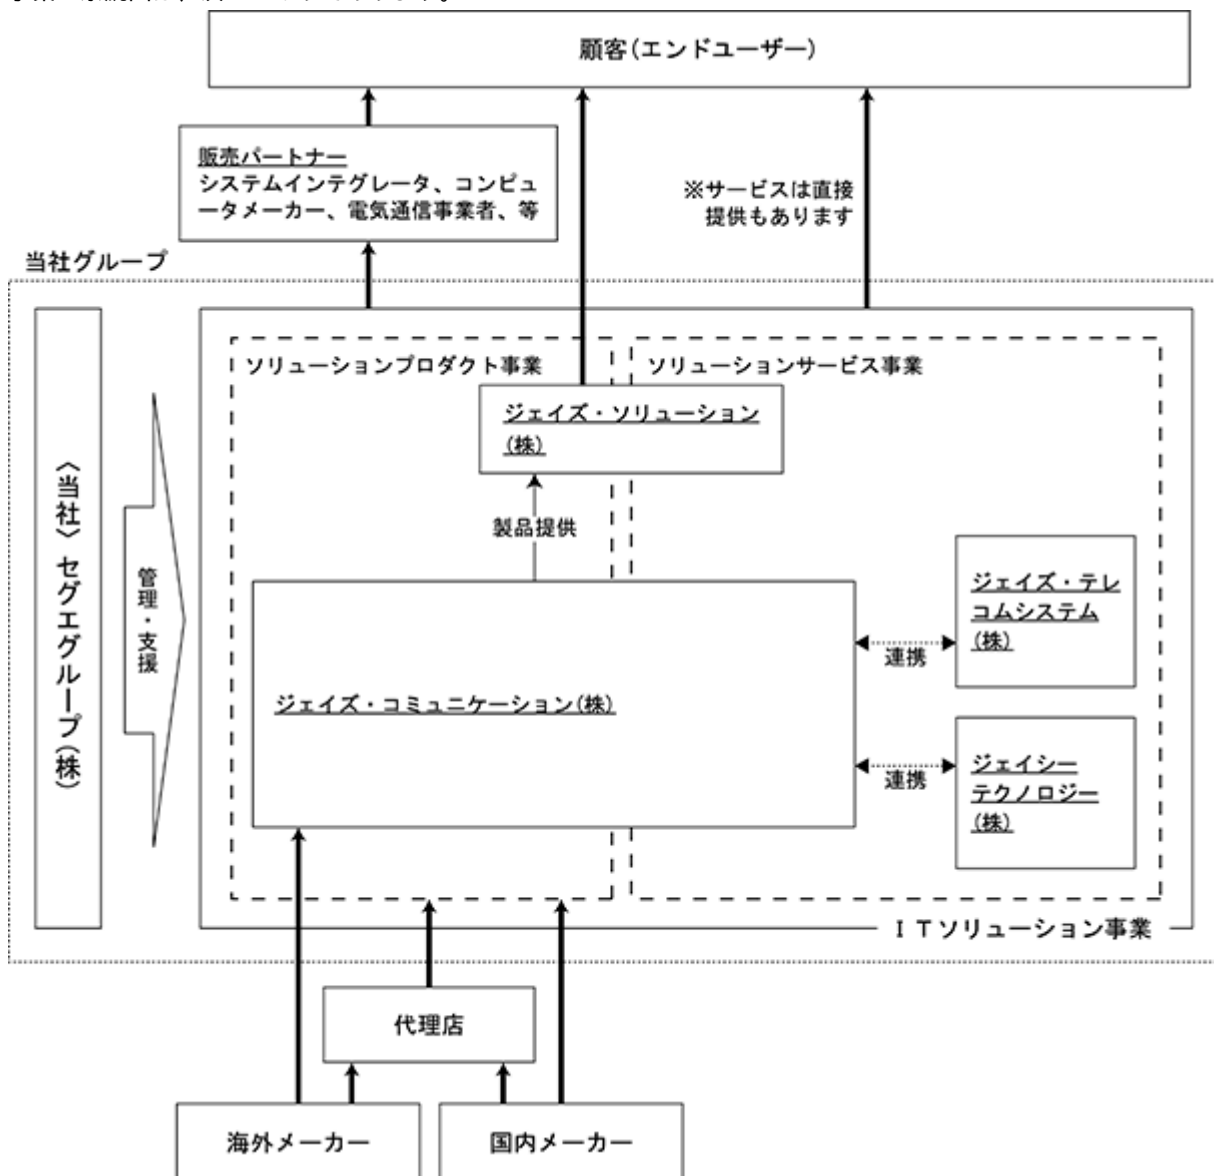 顧客(エンドユーザー)
販売パートナー
システムインテグレータ、コンピュ
ータメーカー、電気通信事業者、等
※サービスは直接
提供もあります
当社グループ
〈当社〉セグエグループ(株)
管理・支援
ソリューションプロダクト事業
ソリューションサービス事業
ジェイズ・ソリューション
(株)
製品提供
ジェイズ・コミュニケーション(株)
連携
ジェイズ・テレ
コムシステム
(株)
連携
ジェイシー
テクノロジー
(株)
ITソリューション事業
代理店
海外メーカー
国内メーカー